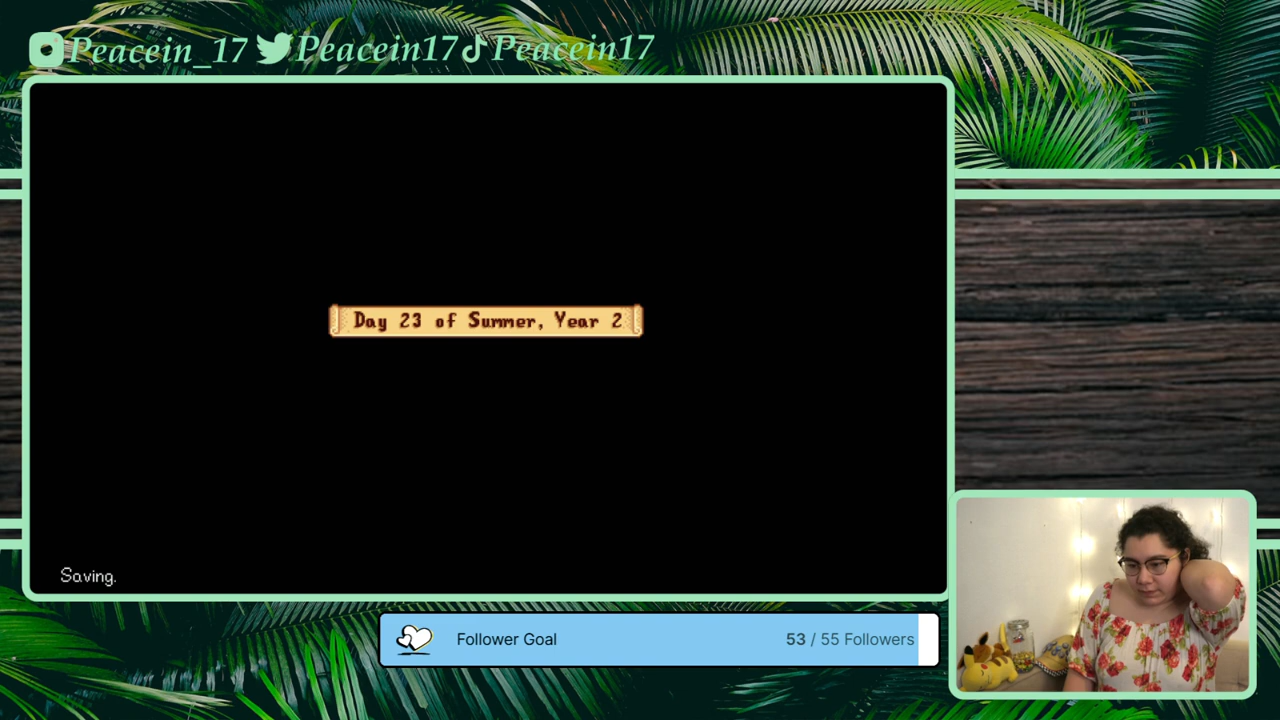 Peacein_17 Peacein17 Peacein17
Day 23 of Summer, Year 2
Saving.
Follower Goal 53 / 55 Followers